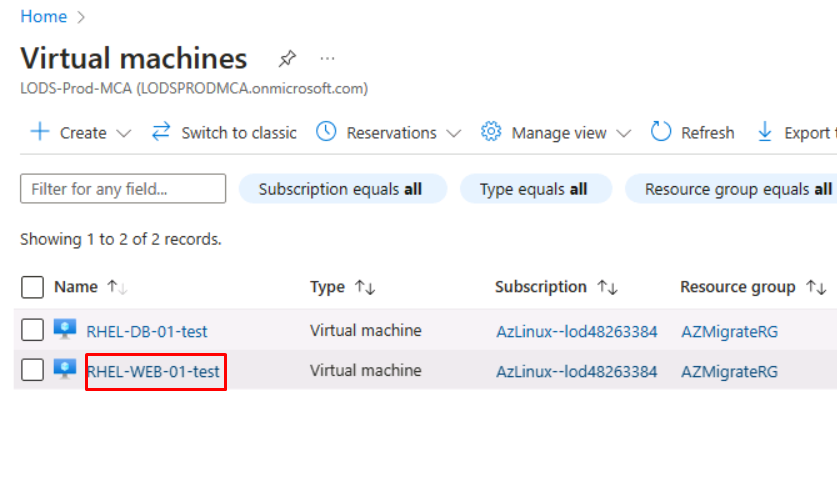 Home >
Virtual machines ...
LODS-Prod-MCA (LODSPRODMCA.onmicrosoft.com)
+ Create Switch to classic Reservations Manage view Refresh Export
Filter for any field... Subscription equals all Type equals all Resource group equals all
Showing 1 to 2 of 2 records.
Name ↑↓ Type ↑↓ Subscription ↑↓ Resource group ↑↓
RHEL-DB-01-test Virtual machine AzLinux--lod48263384 AZMigrateRG
RHEL-WEB-01-test Virtual machine AzLinux--lod48263384 AZMigrateRG